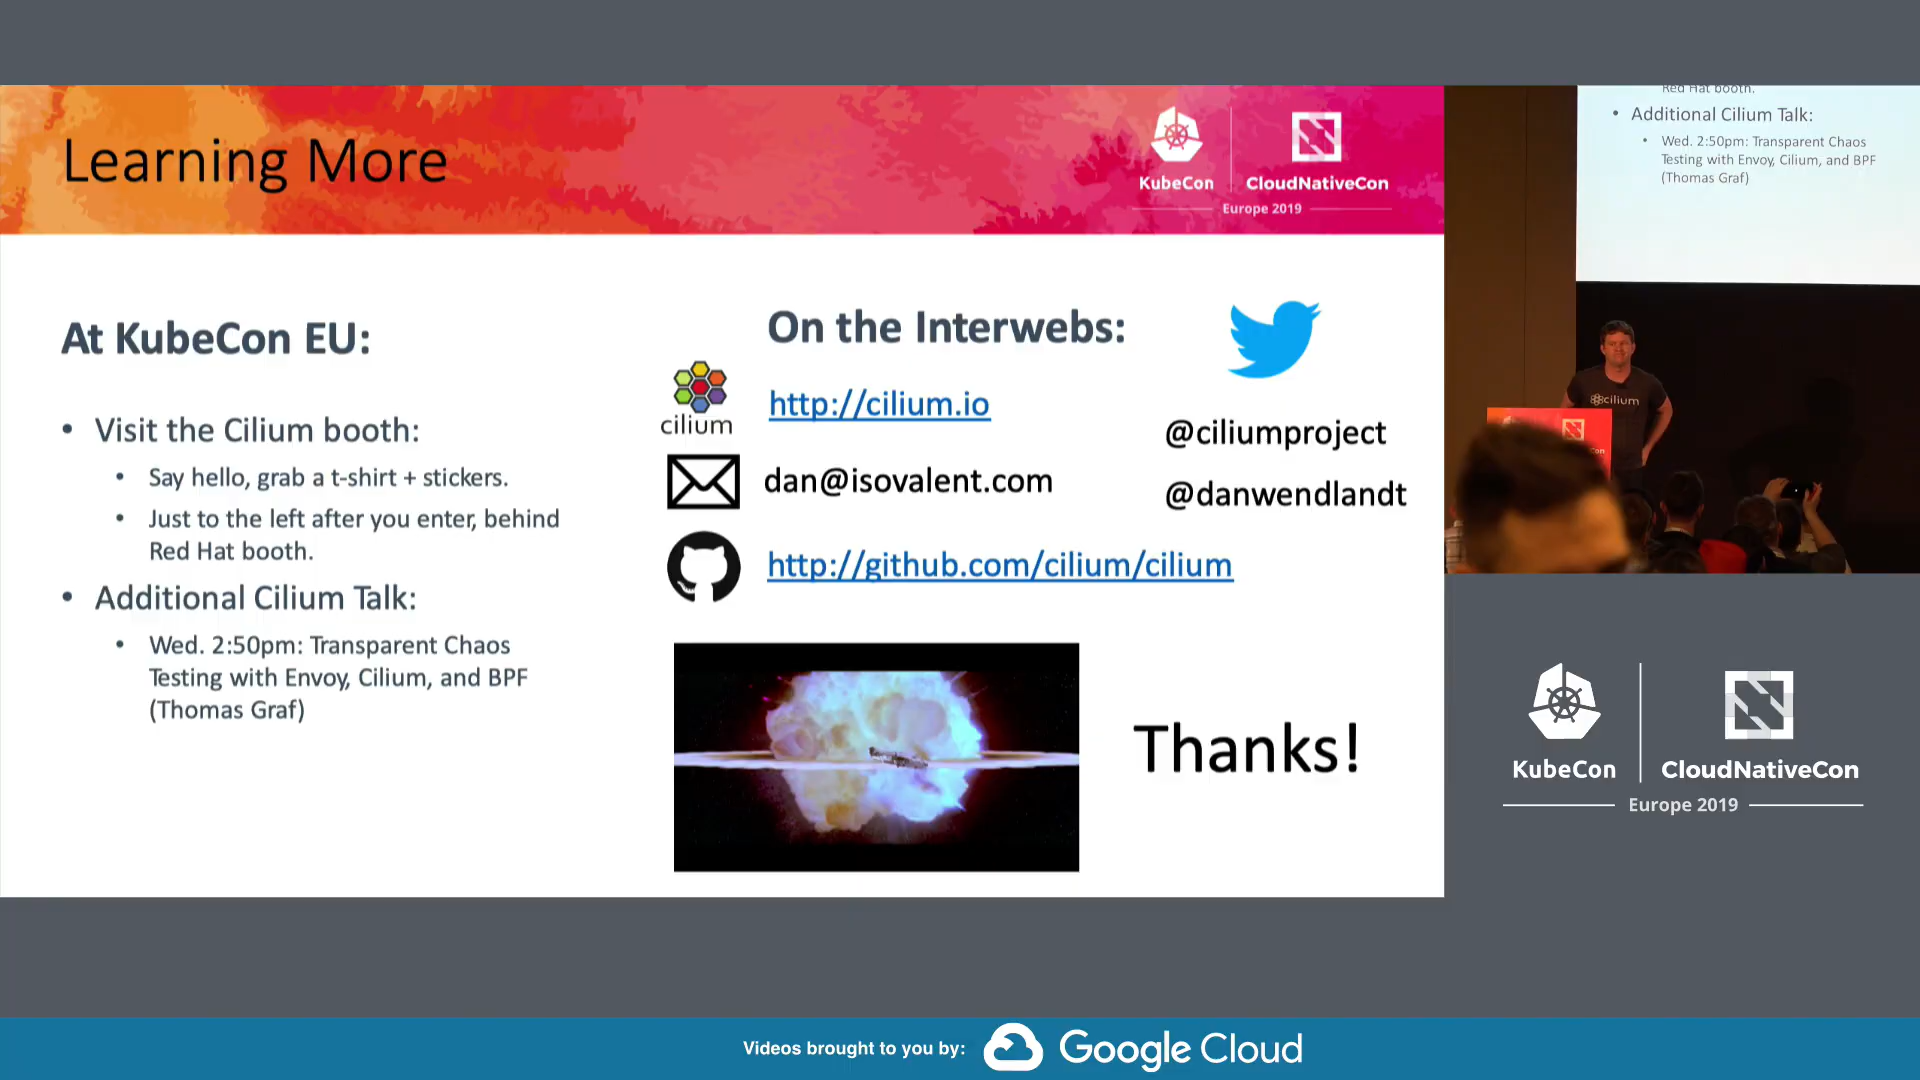 Learning More
KubeCon
CloudNativeCon
Europe 2019
At KubeCon EU:
• Visit the Cilium booth:
• Say hello, grab a t-shirt + stickers.
• Just to the left after you enter, behind
Red Hat booth.
• Additional Cilium Talk:
• Wed. 2:50pm: Transparent Chaos
Testing with Envoy, Cilium, and BPF
(Thomas Graf)
On the Interwebs:
cilium
http://cilium.io
dan@isovalent.com
http://github.com/cilium/cilium
@ciliumproject
@danwendlandt
Thanks!
Red Hat booth.
• Additional Cilium Talk:
• Wed. 2:50pm: Transparent Chaos
Testing with Envoy, Cilium, and BPF
(Thomas Graf)
cilium
KubeCon
CloudNativeCon
Europe 2019
Videos brought to you by:
Google Cloud